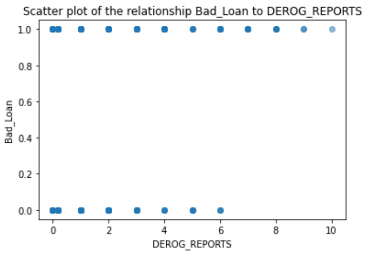 Scatter plot of the relationship Bad_Loan to DEROG_REPORTS
1.0
0.8
0.6
0.4
0.2
0.0
Bad_Loan
0 2 4 6 8 10
DEROG_REPORTS